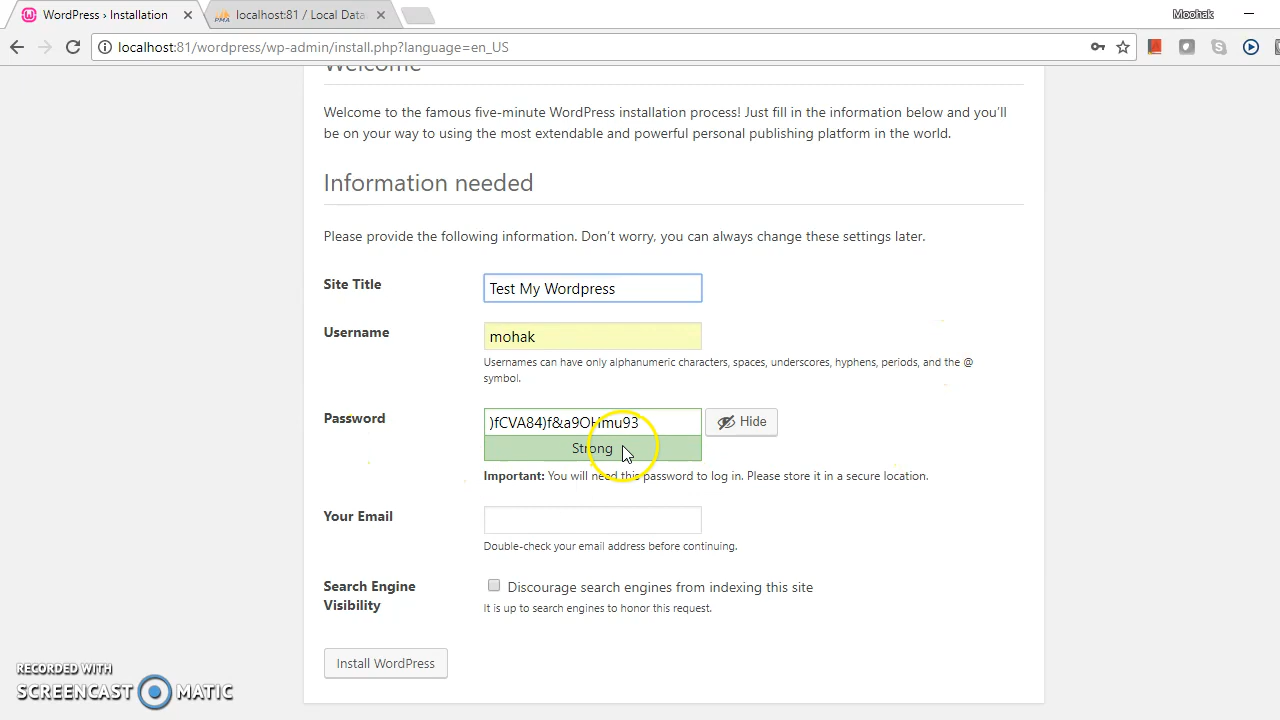 WordPress › Installation
localhost:81 / Local Data
Moohak
localhost:81/wordpress/wp-admin/install.php?language=en_US
Welcome
Welcome to the famous five-minute WordPress installation process! Just fill in the information below and you’ll
be on your way to using the most extendable and powerful personal publishing platform in the world.
Information needed
Please provide the following information. Don’t worry, you can always change these settings later.
Site Title
Test My Wordpress
Username
mohak
Usernames can have only alphanumeric characters, spaces, underscores, hyphens, periods, and the @
symbol.
Password
)fCVA84)f&a9OHmu93
Hide
Strong
Important: You will need this password to log in. Please store it in a secure location.
Your Email
Double-check your email address before continuing.
Search Engine
Visibility
Discourage search engines from indexing this site
It is up to search engines to honor this request.
Install WordPress
RECORDED WITH
SCREENCAST MATIC